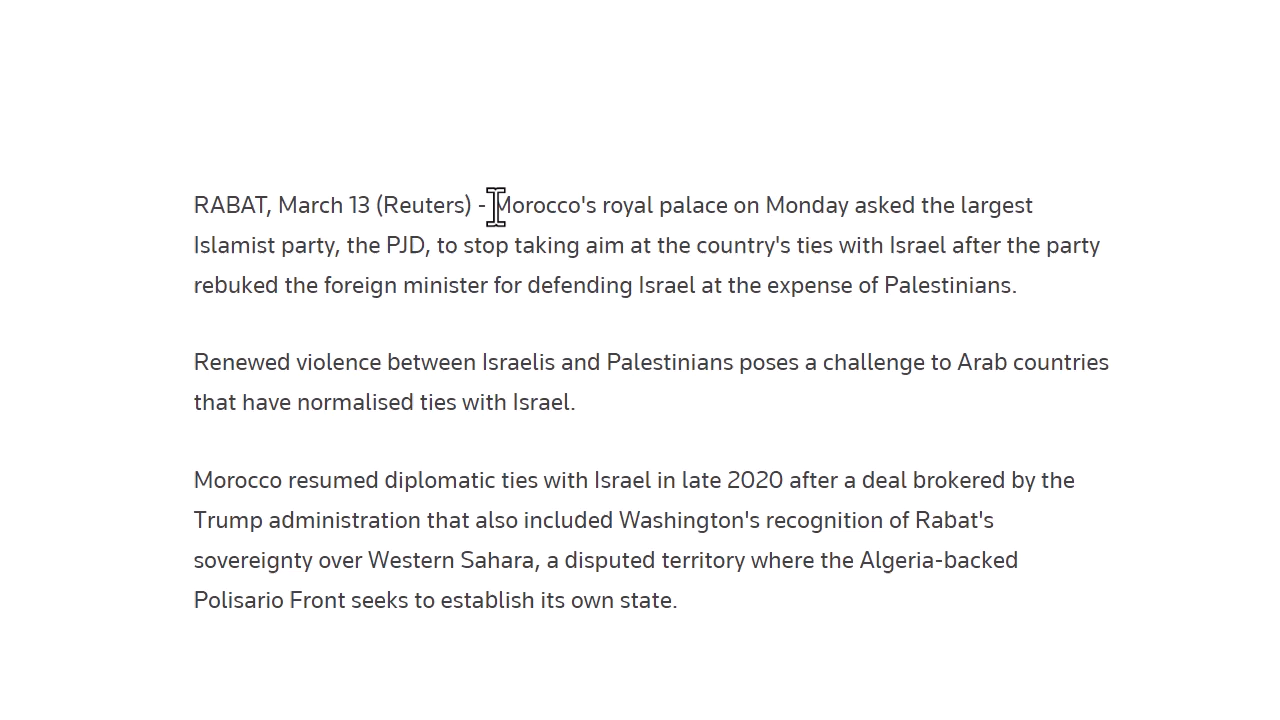 RABAT, March 13 (Reuters) - Morocco's royal palace on Monday asked the largest
Islamist party, the PJD, to stop taking aim at the country's ties with Israel after the party
rebuked the foreign minister for defending Israel at the expense of Palestinians.
Renewed violence between Israelis and Palestinians poses a challenge to Arab countries
that have normalised ties with Israel.
Morocco resumed diplomatic ties with Israel in late 2020 after a deal brokered by the
Trump administration that also included Washington's recognition of Rabat's
sovereignty over Western Sahara, a disputed territory where the Algeria-backed
Polisario Front seeks to establish its own state.